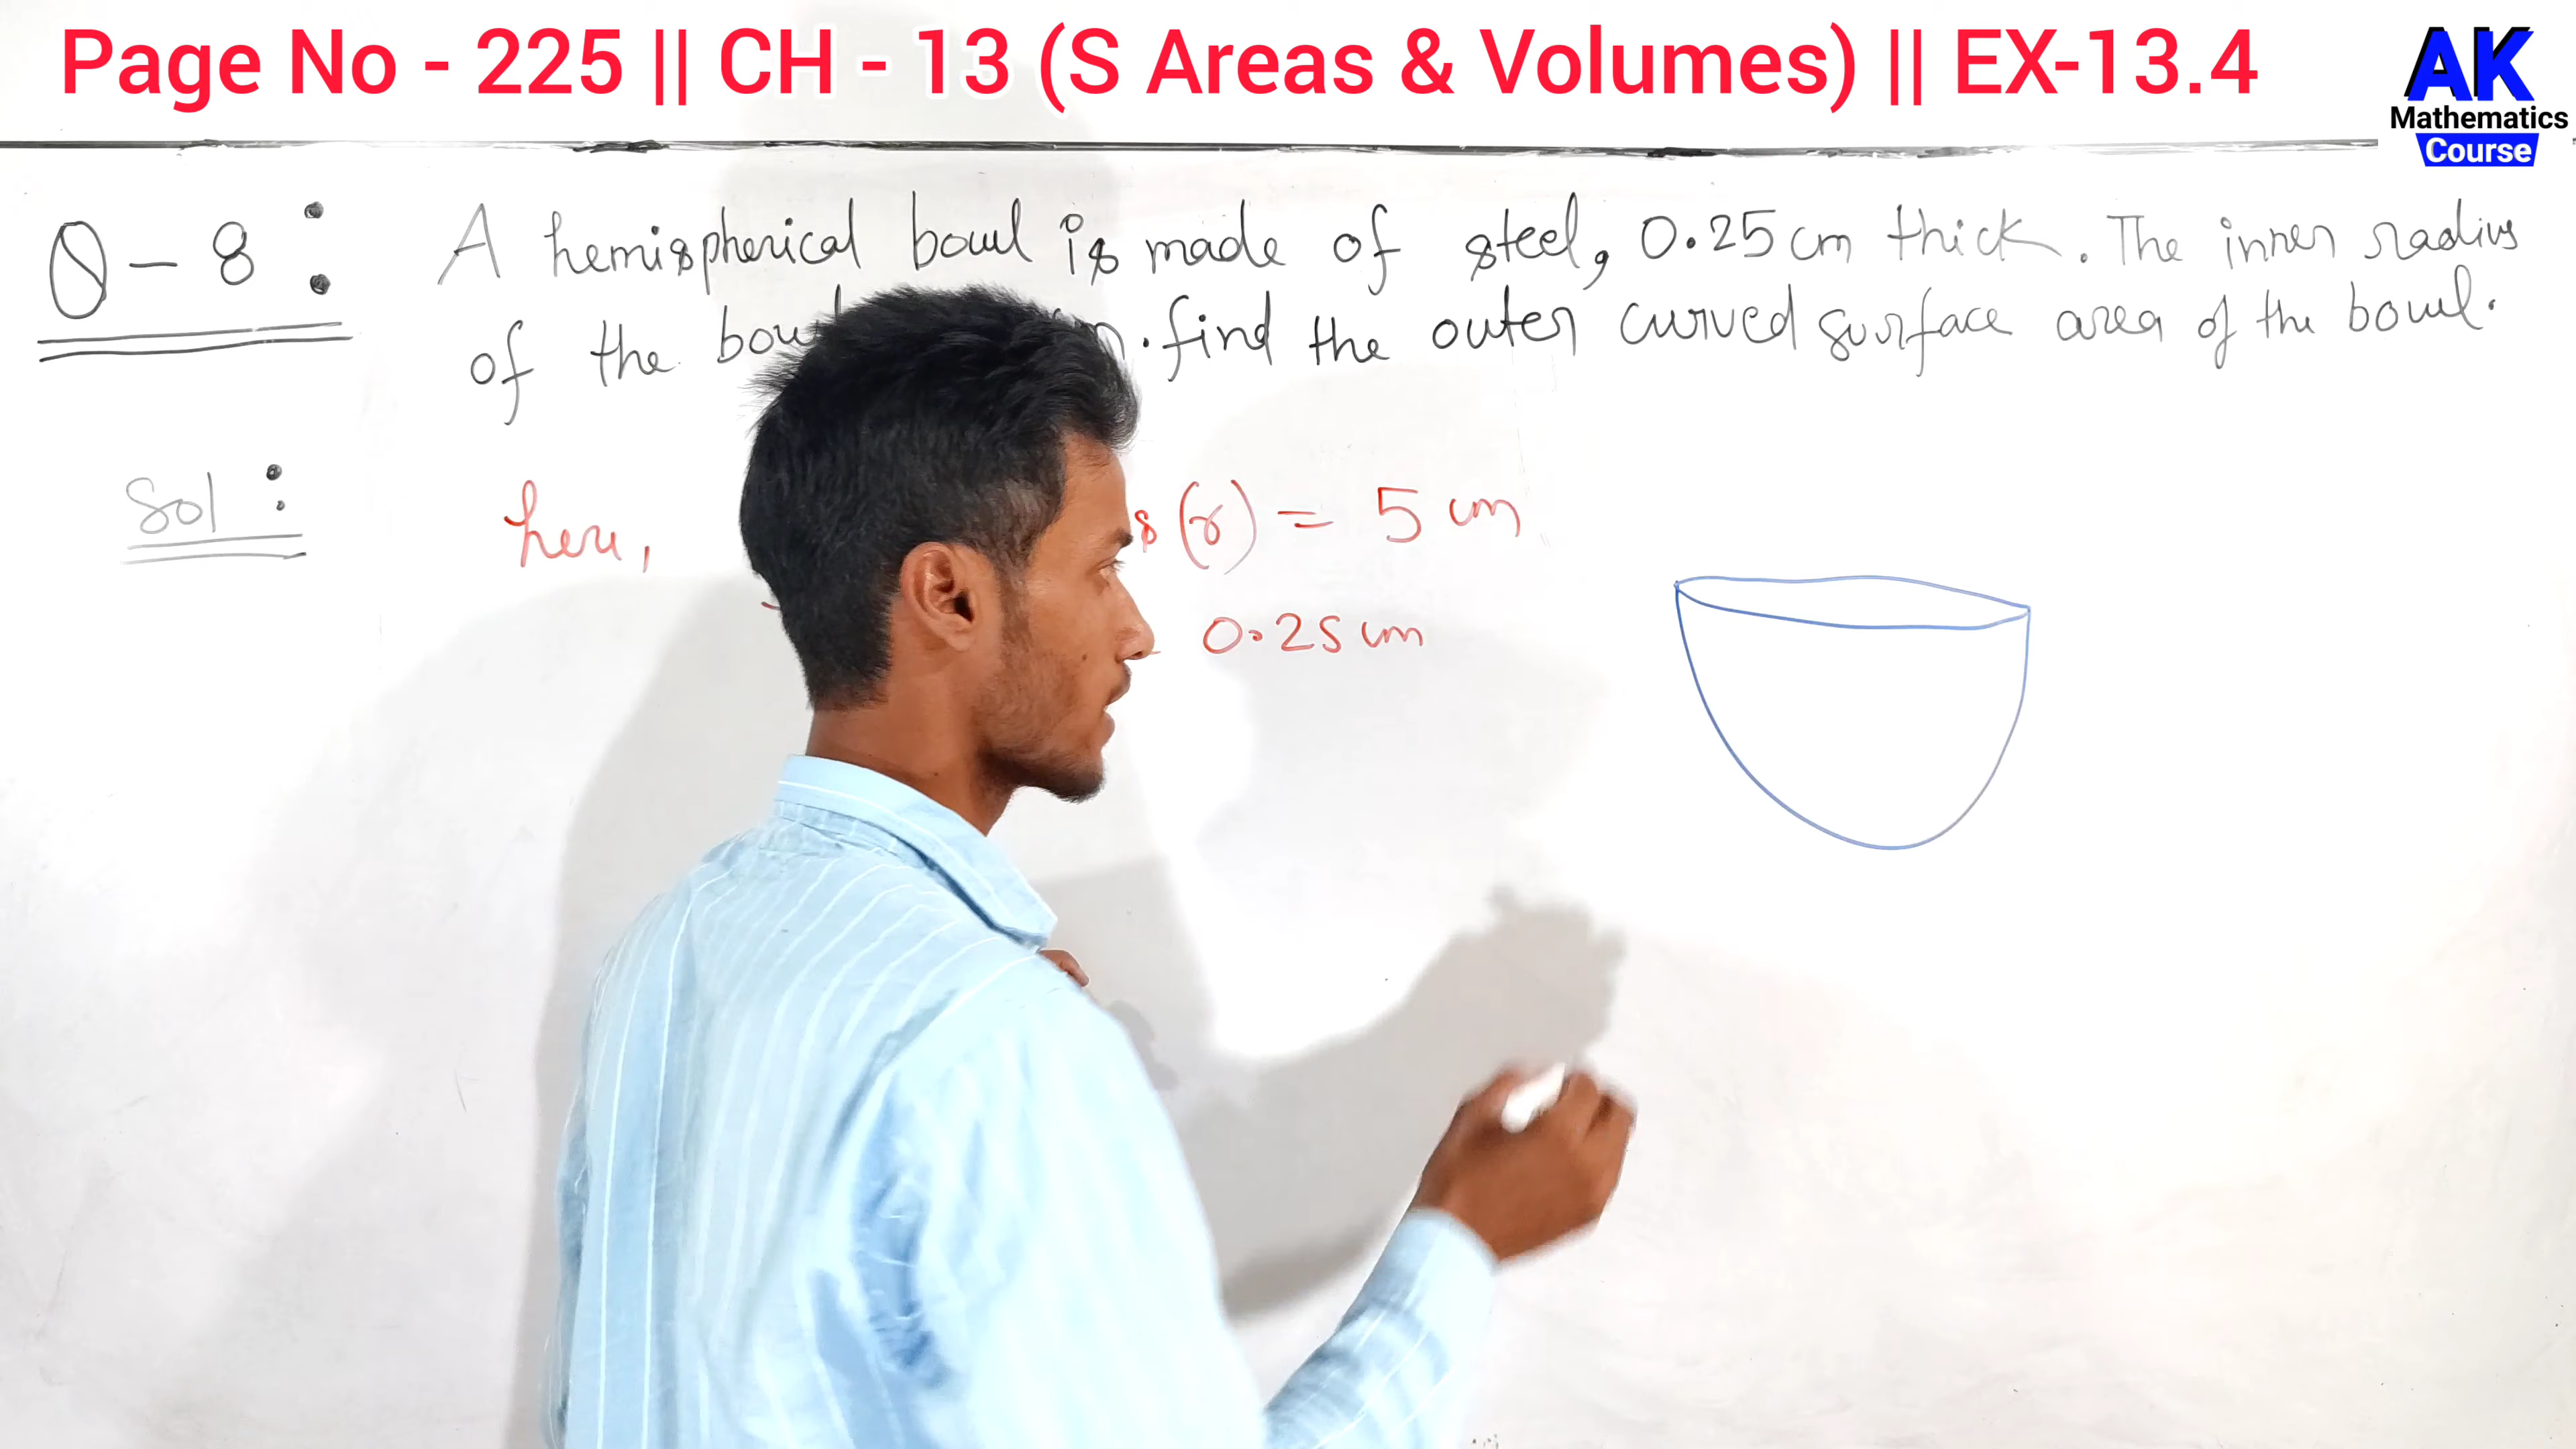 Page No - 225 || CH - 13 (S Areas & Volumes) || EX-13.4
AK
Mathematics
Course
Q - 8 : A hemispherical bowl is made of steel, 0.25 cm thick. The inner radius
of the find the outer curved surface area of the bowl.
Sol : here, (r) = 5 cm
0.25 cm